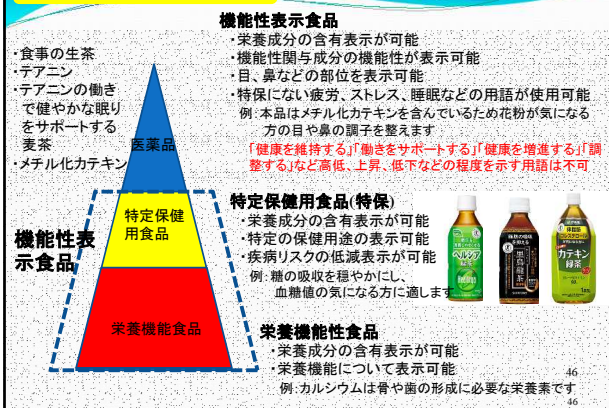 機能性表示食品
・栄養成分の含有表示が可能
・機能性関与成分の機能性が表示可能
・目、鼻などの部位を表示可能
・特保にない疲労、ストレス、睡眠などの用語が使用可能
例:本品はメチル化カテキンを含んでいるため花粉が気になる
方の目や鼻の調子を整えます
「健康を維持する」「働きをサポートする」「健康を増進する」「調
整する」など高低、上昇、低下などの程度を示す用語は不可
・食事の生茶
・テアニン
・テアニンの働き
で健やかな眠り
をサポートする
麦茶
・メチル化カテキン
医薬品
特定保健
用食品
機能性表
示食品
栄養機能食品
特定保健用食品(特保)
・栄養成分の含有表示が可能
・特定の保健用途の表示可能
・疾病リスクの低減表示が可能
例:糖の吸収を穏やかにし、
血糖値の気になる方に適します
ヘルシア
緑茶
Healthya
黒烏龍茶
カテキン
緑茶
栄養機能性食品
・栄養成分の含有表示が可能
・栄養機能について表示可能
例:カルシウムは骨や歯の形成に必要な栄養素です
46
46